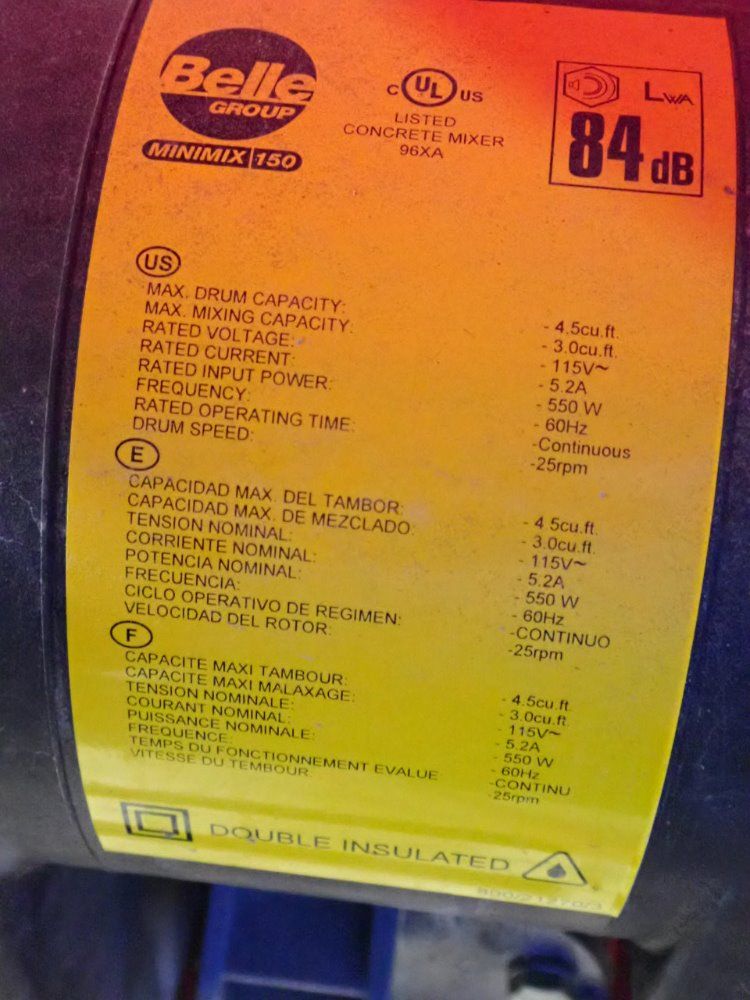 Belle
GROUP
MINIMIX 150
C UL US
LISTED
CONCRETE MIXER
96XA
LWA
84 dB
US
MAX. DRUM CAPACITY: - 4.5cu.ft.
MAX. MIXING CAPACITY: - 3.0cu.ft.
RATED VOLTAGE: - 115V~
RATED CURRENT: - 5.2A
RATED INPUT POWER: - 550 W
FREQUENCY: - 60Hz
RATED OPERATING TIME: -Continuous
DRUM SPEED: -25rpm
E
CAPACIDAD MAX. DEL TAMBOR: - 4.5cu.ft.
CAPACIDAD MAX. DE MEZCLADO: - 3.0cu.ft.
TENSION NOMINAL: - 115V~
CORRIENTE NOMINAL: - 5.2A
POTENCIA NOMINAL: - 550 W
FRECUENCIA: - 60Hz
CICLO OPERATIVO DE REGIMEN: -CONTINUO
VELOCIDAD DEL ROTOR: -25rpm
F
CAPACITE MAXI TAMBOUR: - 4.5cu.ft.
CAPACITE MAXI MALAXAGE: - 3.0cu.ft.
TENSION NOMINALE: - 115V~
COURANT NOMINAL: - 5.2A
PUISSANCE NOMINALE: - 550 W
FREQUENCE: - 60Hz
TEMPS DU FONCTIONNEMENT EVALUE -CONTINU
VITESSE DU TEMBOUR: -25rpm
DOUBLE INSULATED